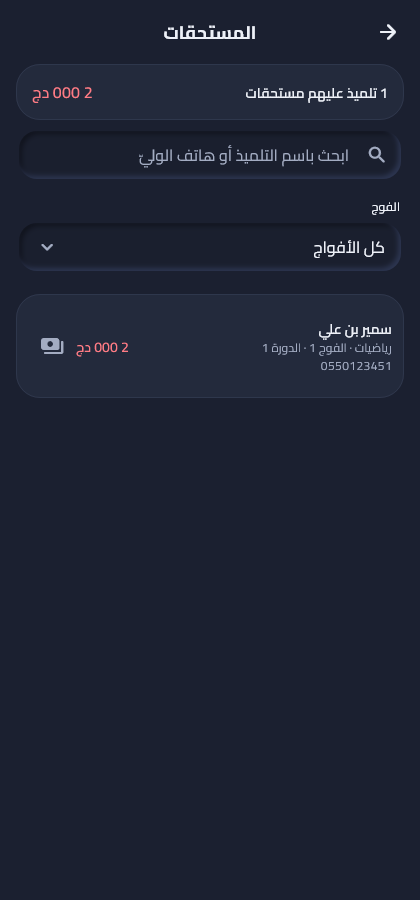 المستحقات
1 تلميذ عليهم مستحقات
2 000 دج
ابحث باسم التلميذ أو هاتف الوليّ
الفوج
كل الأفواج
سمير بن علي
رياضيات · الفوج 1 · الدورة 1
0550123451
2 000 دج